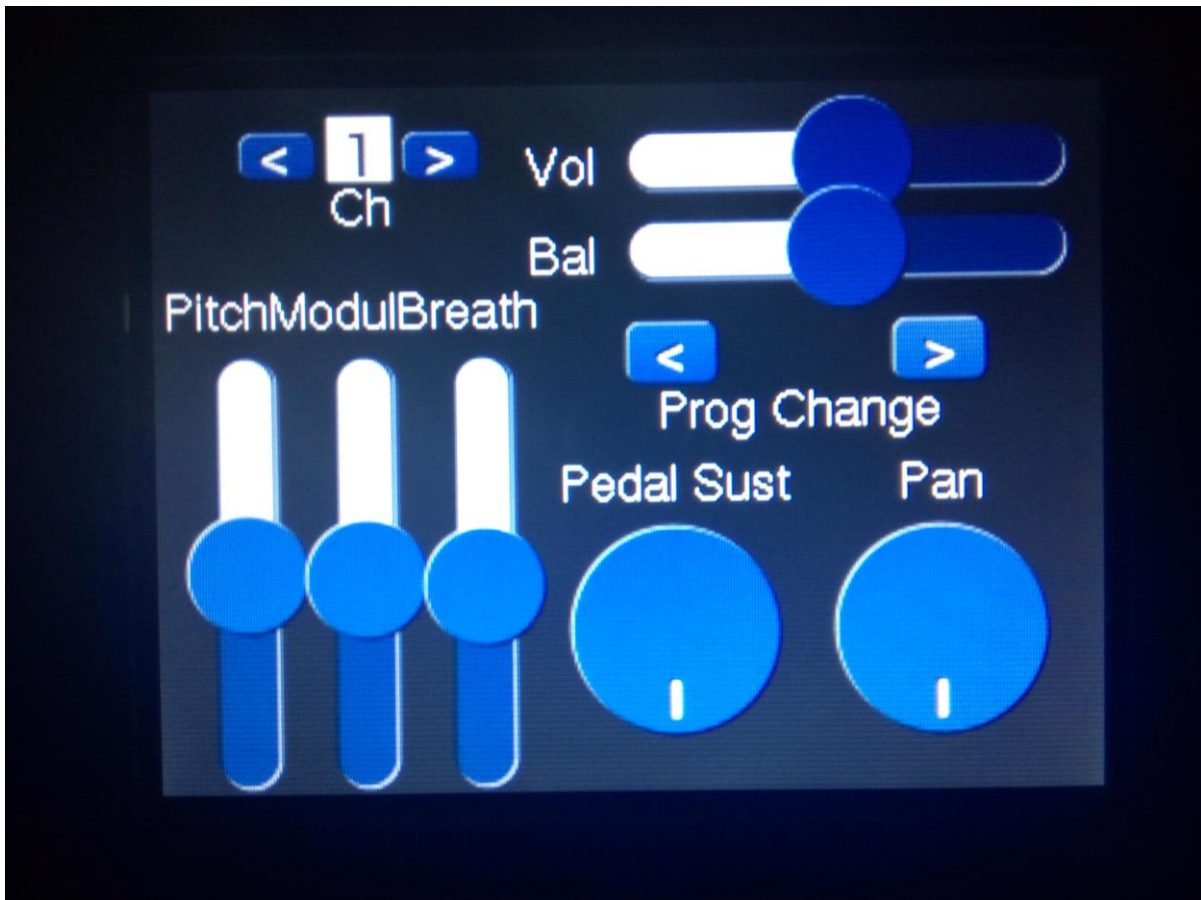 < 1 >
Ch
Vol
Bal
PitchModulBreath
< >
Prog Change
Pedal Sust
Pan